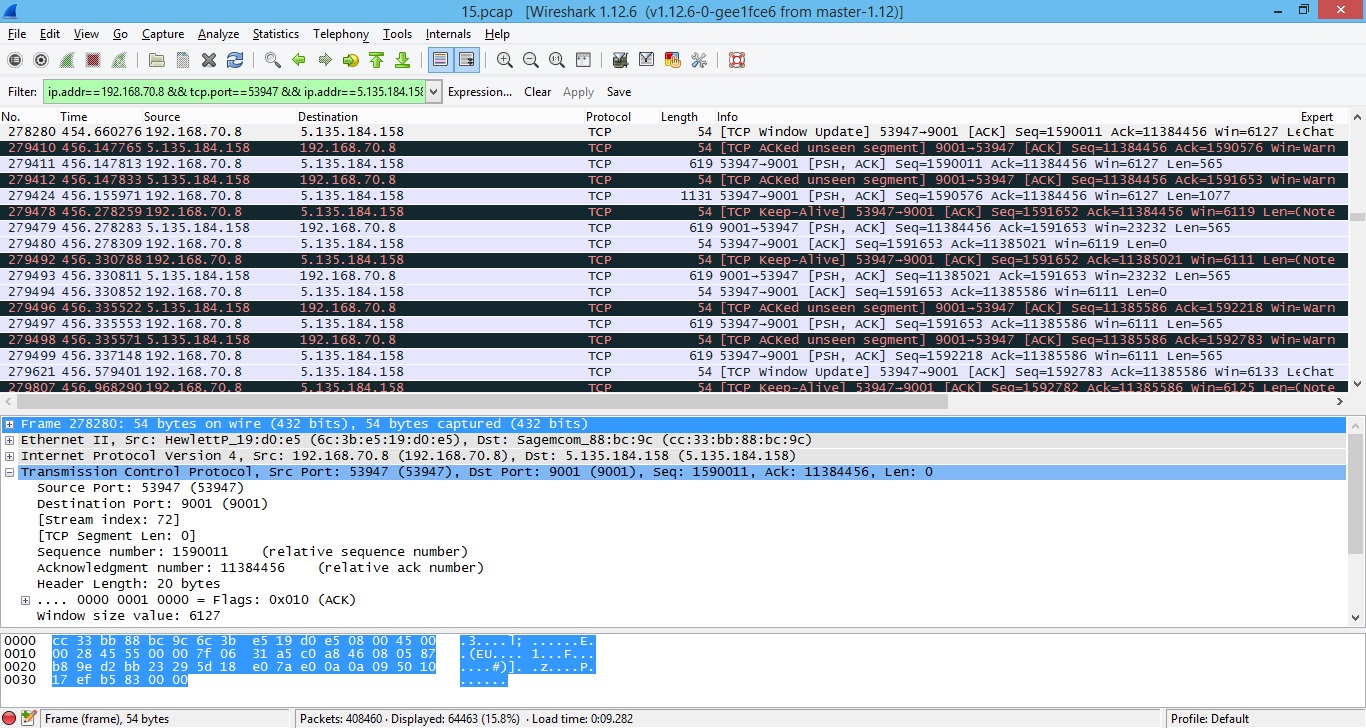 15.pcap [Wireshark 1.12.6 (v1.12.6-0-gee1fce6 from master-1.12)]
File Edit View Go Capture Analyze Statistics Telephony Tools Internals Help
Filter: ip.addr==192.168.70.8 && tcp.port==53947 && ip.addr==5.135.184.158 Expression... Clear Apply Save
No. Time Source Destination Protocol Length Info Expert
278280 454.660276 192.168.70.8 5.135.184.158 TCP 54 [TCP Window Update] 53947→9001 [ACK] Seq=1590011 Ack=11384456 Win=6127 Le Chat
279410 456.147765 5.135.184.158 192.168.70.8 TCP 54 [TCP ACKed unseen segment] 9001→53947 [ACK] Seq=11384456 Ack=1590576 Win= Warn
279411 456.147813 192.168.70.8 5.135.184.158 TCP 619 53947→9001 [PSH, ACK] Seq=1590011 Ack=11384456 Win=6127 Len=565
279412 456.147833 5.135.184.158 192.168.70.8 TCP 54 [TCP ACKed unseen segment] 9001→53947 [ACK] Seq=11384456 Ack=1591653 Win= Warn
279424 456.155971 192.168.70.8 5.135.184.158 TCP 1131 53947→9001 [PSH, ACK] Seq=1590576 Ack=11384456 Win=6127 Len=1077
279478 456.278259 192.168.70.8 5.135.184.158 TCP 54 [TCP Keep-Alive] 53947→9001 [ACK] Seq=1591652 Ack=11384456 Win=6119 Len=0 Note
279479 456.278283 5.135.184.158 192.168.70.8 TCP 619 9001→53947 [PSH, ACK] Seq=11384456 Ack=1591653 Win=23232 Len=565
279480 456.278309 192.168.70.8 5.135.184.158 TCP 54 53947→9001 [ACK] Seq=1591653 Ack=11385021 Win=6119 Len=0
279492 456.330788 192.168.70.8 5.135.184.158 TCP 54 [TCP Keep-Alive] 53947→9001 [ACK] Seq=1591652 Ack=11385021 Win=6111 Len=0 Note
279493 456.330811 5.135.184.158 192.168.70.8 TCP 619 9001→53947 [PSH, ACK] Seq=11385021 Ack=1591653 Win=23232 Len=565
279494 456.330852 192.168.70.8 5.135.184.158 TCP 54 53947→9001 [ACK] Seq=1591653 Ack=11385586 Win=6111 Len=0
279496 456.335522 5.135.184.158 192.168.70.8 TCP 54 [TCP ACKed unseen segment] 9001→53947 [ACK] Seq=11385586 Ack=1592218 Win= Warn
279497 456.335553 192.168.70.8 5.135.184.158 TCP 619 53947→9001 [PSH, ACK] Seq=1591653 Ack=11385586 Win=6111 Len=565
279498 456.335571 5.135.184.158 192.168.70.8 TCP 54 [TCP ACKed unseen segment] 9001→53947 [ACK] Seq=11385586 Ack=1592783 Win= Warn
279499 456.337148 192.168.70.8 5.135.184.158 TCP 619 53947→9001 [PSH, ACK] Seq=1592218 Ack=11385586 Win=6111 Len=565
279621 456.579401 192.168.70.8 5.135.184.158 TCP 54 [TCP Window Update] 53947→9001 [ACK] Seq=1592783 Ack=11385586 Win=6133 Le Chat
279807 456.968290 192.168.70.8 5.135.184.158 TCP 54 [TCP Keep-Alive] 53947→9001 [ACK] Seq=1592782 Ack=11385586 Win=6125 Len=0 Note
Frame 278280: 54 bytes on wire (432 bits), 54 bytes captured (432 bits)
Ethernet II, Src: HewlettP_19:d0:e5 (6c:3b:e5:19:d0:e5), Dst: Sagemcom_88:bc:9c (cc:33:bb:88:bc:9c)
Internet Protocol Version 4, Src: 192.168.70.8 (192.168.70.8), Dst: 5.135.184.158 (5.135.184.158)
Transmission Control Protocol, Src Port: 53947 (53947), Dst Port: 9001 (9001), Seq: 1590011, Ack: 11384456, Len: 0
Source Port: 53947 (53947)
Destination Port: 9001 (9001)
[Stream index: 72]
[TCP Segment Len: 0]
Sequence number: 1590011 (relative sequence number)
Acknowledgment number: 11384456 (relative ack number)
Header Length: 20 bytes
.... 0000 0001 0000 = Flags: 0x010 (ACK)
Window size value: 6127
0000 cc 33 bb 88 bc 9c 6c 3b e5 19 d0 e5 08 00 45 00 .3....l; ......E.
0010 00 28 45 55 00 00 7f 06 31 a5 c0 a8 46 08 05 87 .(EU.... 1...F...
0020 b8 9e d2 bb 23 29 5d 18 e0 7a e0 0a 0a 09 50 10 ....#)]. .z....P.
0030 17 ef b5 83 00 00 ......
Frame (frame), 54 bytes Packets: 408460 · Displayed: 64463 (15.8%) · Load time: 0:09.282 Profile: Default